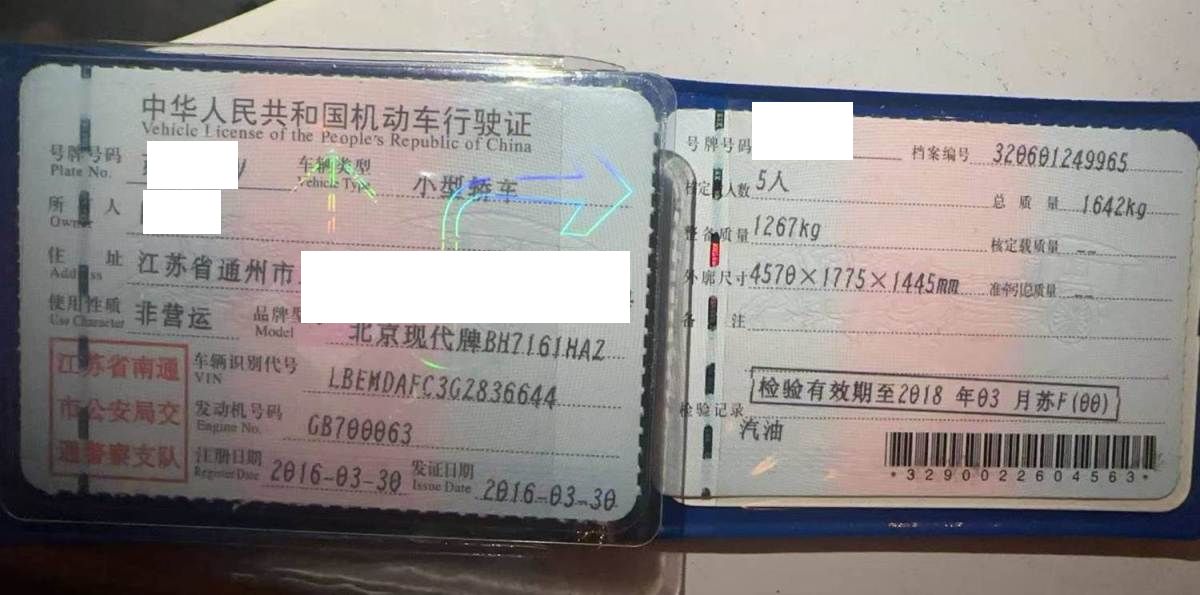 中华人民共和国机动车行驶证
Vehicle License of the People's Republic of China
号牌号码
Plate No.
车辆类型
Vehicle Type
小型轿车
所 有 人
Owner
住 址
Address
江苏省通州市
使用性质
Use Character
非营运
品牌型
Model
北京现代牌BH7161HAZ
江苏省南通
市公安局交
通警察支队
车辆识别代号
VIN
LBEMDAFC3G2836644
发动机号码
Engine No.
GB700063
注册日期
Register Date
2016-03-30
发证日期
Issue Date
2016-03-30
号牌号码
档案编号
320601249965
核定载人数
5人
总 质 量
1642kg
整备质量
1267kg
核定载质量
--
外廓尺寸
4570×1775×1445mm
准牵引总质量
--
备 注
检验有效期至2018 年03 月苏F(00)
检验记录
汽油
*3290022604563*